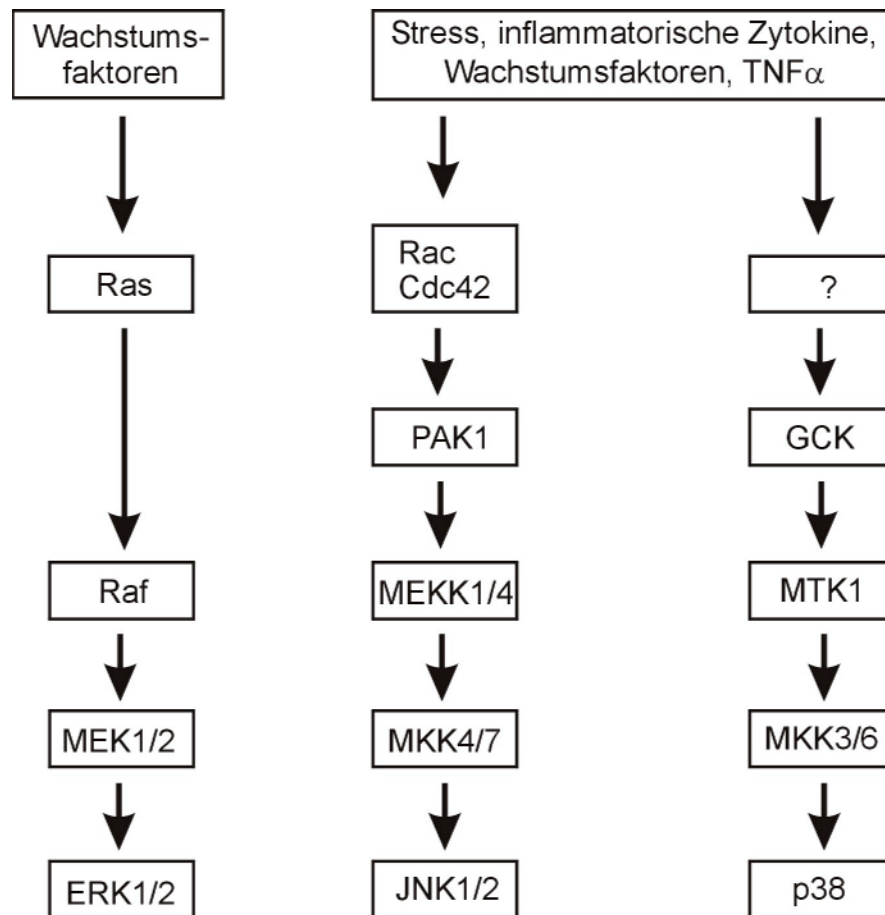 Wachstums-
faktoren
Stress, inflammatorische Zytokine,
Wachstumsfaktoren, TNFα
Ras
Rac
Cdc42
?
PAK1
GCK
Raf
MEKK1/4
MTK1
MEK1/2
MKK4/7
MKK3/6
ERK1/2
JNK1/2
p38